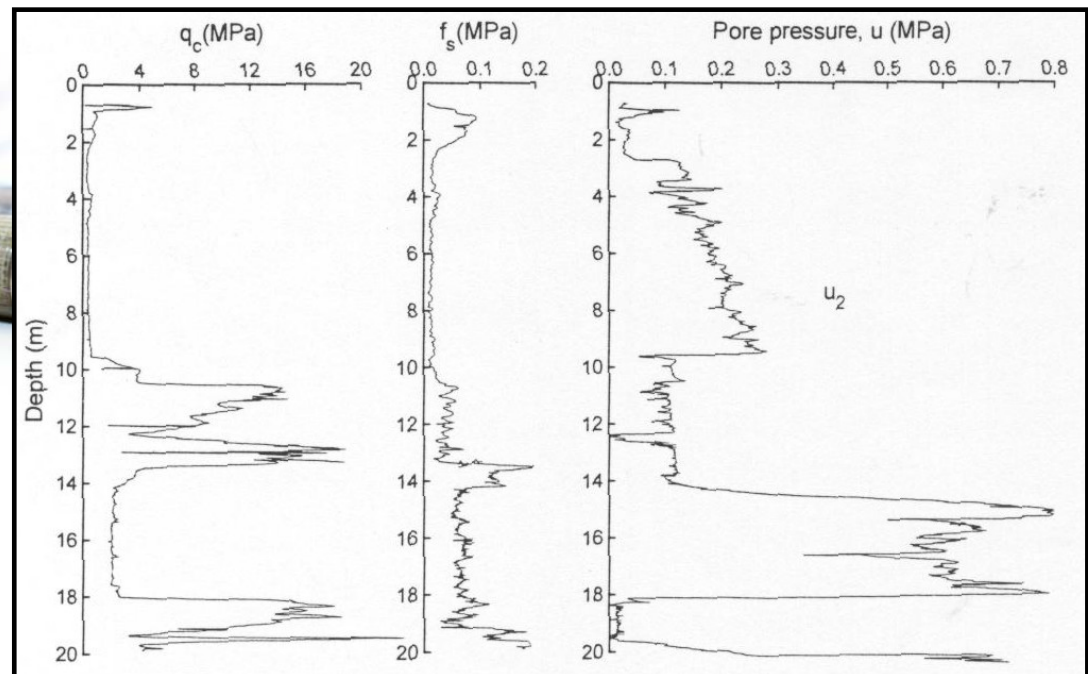 q_c(MPa) f_s(MPa) Pore pressure, u (MPa)
0 4 8 12 16 20 0.0 0.1 0.2 0.0 0.1 0.2 0.3 0.4 0.5 0.6 0.7 0.8
0 0 0
2 2 2
4 4 4
6 6 6
8 8 8
u_2
10 10 10
12 12 12
14 14 14
16 16 16
18 18 18
20 20 20
Depth (m)